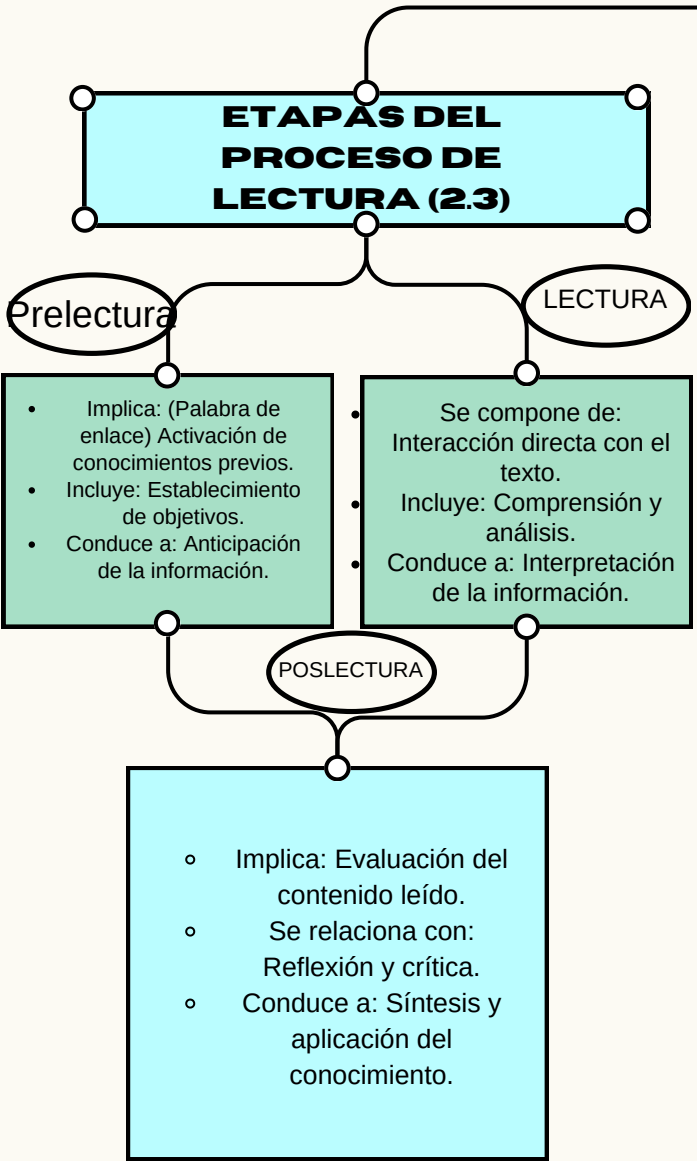 ETAPAS DEL
PROCESO DE
LECTURA (2.3)
Prelectura
LECTURA
• Implica: (Palabra de
enlace) Activación de
conocimientos previos.
• Incluye: Establecimiento
de objetivos.
• Conduce a: Anticipación
de la información.
• Se compone de:
Interacción directa con el
texto.
• Incluye: Comprensión y
análisis.
• Conduce a: Interpretación
de la información.
POSLECTURA
◦ Implica: Evaluación del
contenido leído.
◦ Se relaciona con:
Reflexión y crítica.
◦ Conduce a: Síntesis y
aplicación del
conocimiento.